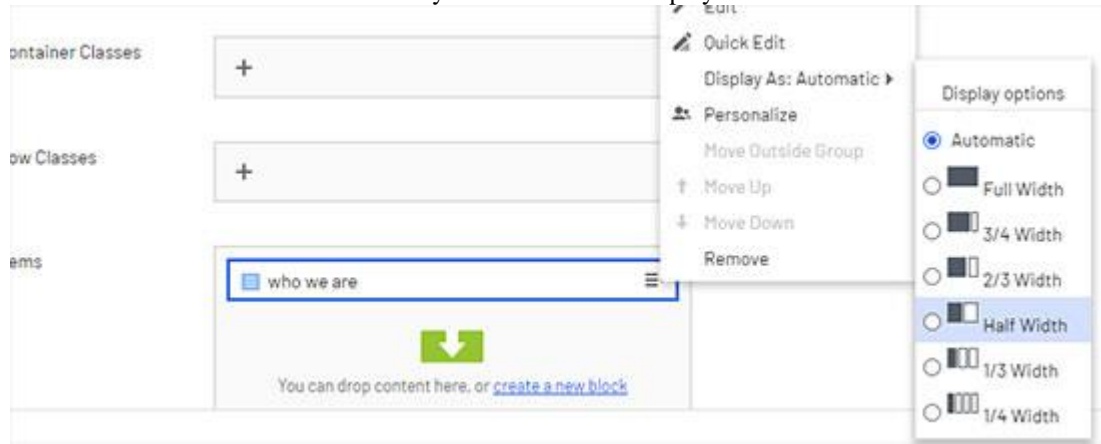 Edit
ontainer Classes
+
Quick Edit
Display As: Automatic
Personalize
Move Outside Group
ow Classes
+
Move Up
Move Down
Remove
ems
who we are
You can drop content here, or create a new block
Display options
Automatic
Full Width
3/4 Width
2/3 Width
Half Width
1/3 Width
1/4 Width